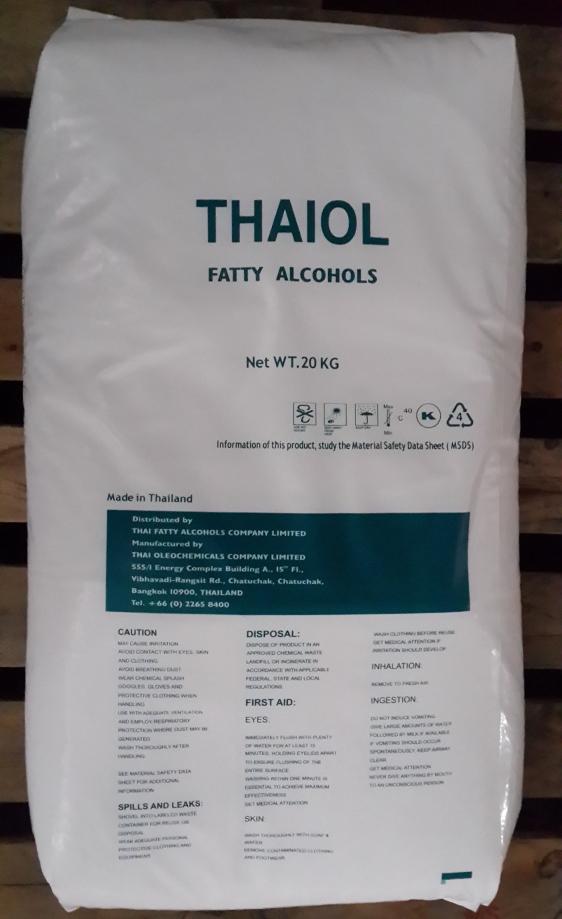 THAIOL
FATTY ALCOHOLS
Net WT.20 KG
Max
C 40
Min
K
4
Information of this product, study the Material Safety Data Sheet ( MSDS)
Made in Thailand
Distributed by
THAI FATTY ALCOHOLS COMPANY LIMITED
Manufactured by
THAI OLEOCHEMICALS COMPANY LIMITED
555/1 Energy Complex Building A., 15™ Fl.,
Vibhavadi-Rangsit Rd., Chatuchak, Chatuchak,
Bangkok 10900, THAILAND
Tel. +66 (0) 2265 8400
CAUTION
MAY CAUSE IRRITATION
AVOID CONTACT WITH EYES, SKIN
AND CLOTHING
AVOID BREATHING DUST
WEAR CHEMICAL SPLASH
GOGGLES, GLOVES AND
PROTECTIVE CLOTHING WHEN
HANDLING
USE WITH ADEQUATE VENTILATION
AND EMPLOY RESPIRATORY
PROTECTION WHERE DUST MAY BE
GENERATED
WASH THOROUGHLY AFTER
HANDLING
SEE MATERIAL SAFETY DATA
SHEET FOR ADDITIONAL
INFORMATION
SPILLS AND LEAKS:
SHOVEL INTO LABELED WASTE
CONTAINER FOR REUSE OR
DISPOSAL
WEAR ADEQUATE PERSONAL
PROTECTIVE CLOTHING AND
EQUIPMENT
DISPOSAL:
DISPOSE OF PRODUCT IN AN
APPROVED CHEMICAL WASTE
LANDFILL OR INCINERATE IN
ACCORDANCE WITH APPLICABLE
FEDERAL, STATE AND LOCAL
REGULATIONS
FIRST AID:
EYES:
IMMEDIATELY FLUSH WITH PLENTY
OF WATER FOR AT LEAST 15
MINUTES, HOLDING EYELIDS APART
TO ENSURE FLUSHING OF THE
ENTIRE SURFACE
WASHING WITHIN ONE MINUTE IS
ESSENTIAL TO ACHIEVE MAXIMUM
EFFECTIVENESS
GET MEDICAL ATTENTION
SKIN:
WASH THOROUGHLY WITH SOAP &
WATER
REMOVE CONTAMINATED CLOTHING
AND FOOTWEAR
WASH CLOTHING BEFORE REUSE
GET MEDICAL ATTENTION IF
IRRITATION SHOULD DEVELOP
INHALATION:
REMOVE TO FRESH AIR
INGESTION:
DO NOT INDUCE VOMITING
GIVE LARGE AMOUNTS OF WATER
FOLLOWED BY MILK IF AVAILABLE
IF VOMITING SHOULD OCCUR
SPONTANEOUSLY, KEEP AIRWAY
CLEAR
GET MEDICAL ATTENTION
NEVER GIVE ANYTHING BY MOUTH
TO AN UNCONSCIOUS PERSON